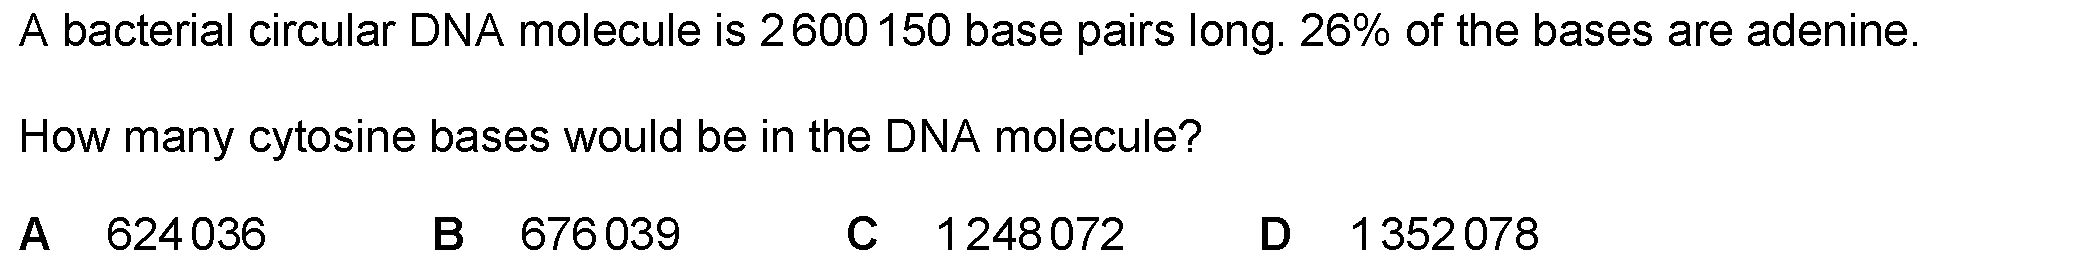 A bacterial circular DNA molecule is 2 600 150 base pairs long. 26% of the bases are adenine.
How many cytosine bases would be in the DNA molecule?
A 624 036 B 676 039 C 1 248 072 D 1 352 078